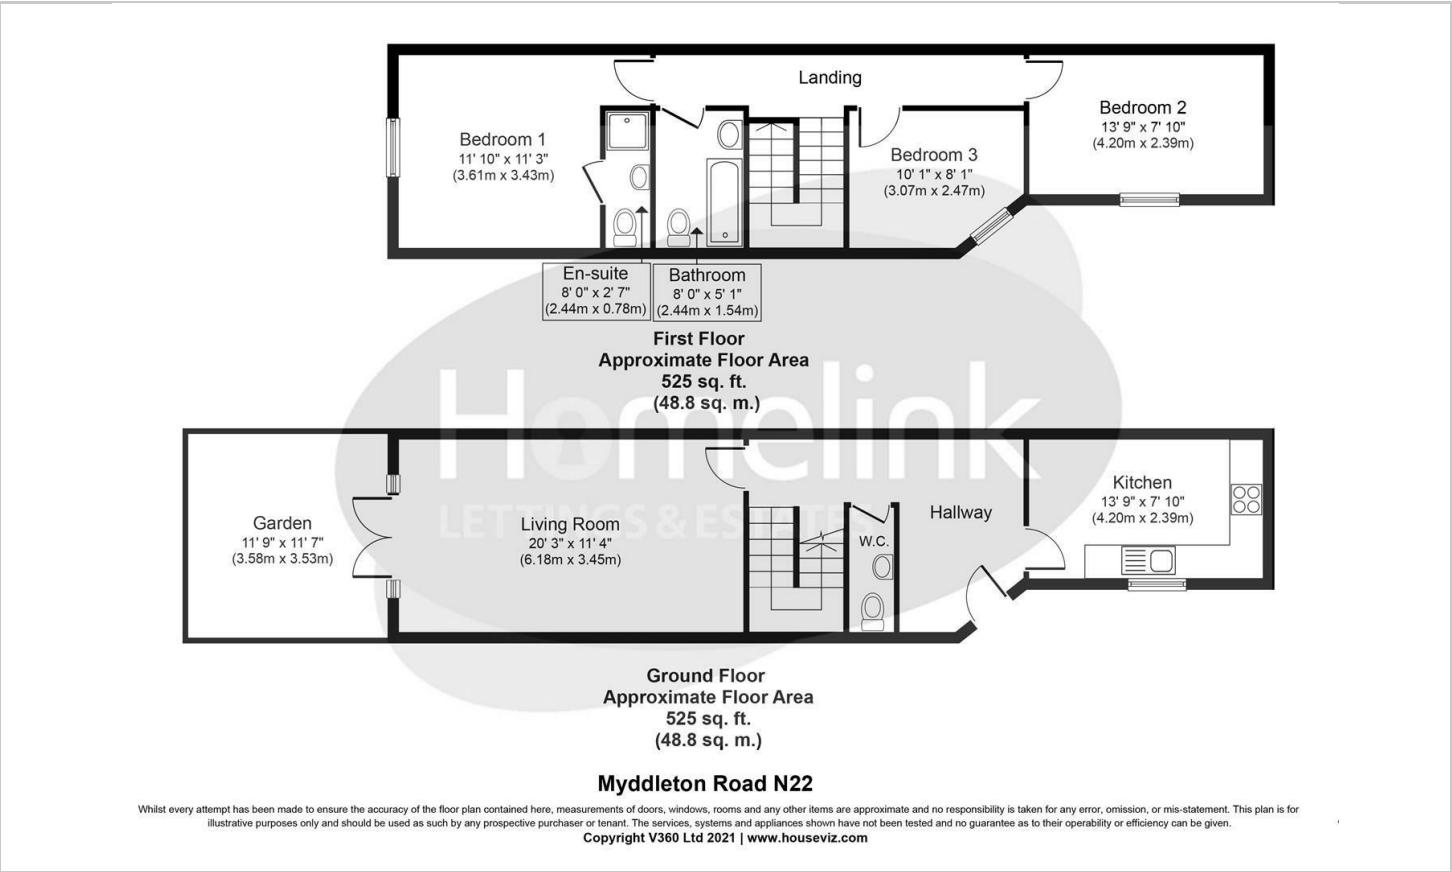 Landing
Bedroom 1
11' 10" x 11' 3"
(3.61m x 3.43m)
Bedroom 2
13' 9" x 7' 10"
(4.20m x 2.39m)
Bedroom 3
10' 1" x 8' 1"
(3.07m x 2.47m)
En-suite
8' 0" x 2' 7"
(2.44m x 0.78m)
Bathroom
8' 0" x 5' 1"
(2.44m x 1.54m)
First Floor
Approximate Floor Area
525 sq. ft.
(48.8 sq. m.)
Homelink
LETTINGS & ESTATES
Garden
11' 9" x 11' 7"
(3.58m x 3.53m)
Living Room
20' 3" x 11' 4"
(6.18m x 3.45m)
W.C.
Hallway
Kitchen
13' 9" x 7' 10"
(4.20m x 2.39m)
Ground Floor
Approximate Floor Area
525 sq. ft.
(48.8 sq. m.)
Myddleton Road N22
Whilst every attempt has been made to ensure the accuracy of the floor plan contained here, measurements of doors, windows, rooms and any other items are approximate and no responsibility is taken for any error, omission, or mis-statement. This plan is for
illustrative purposes only and should be used as such by any prospective purchaser or tenant. The services, systems and appliances shown have not been tested and no guarantee as to their operability or efficiency can be given.
Copyright V360 Ltd 2021 | www.houseviz.com